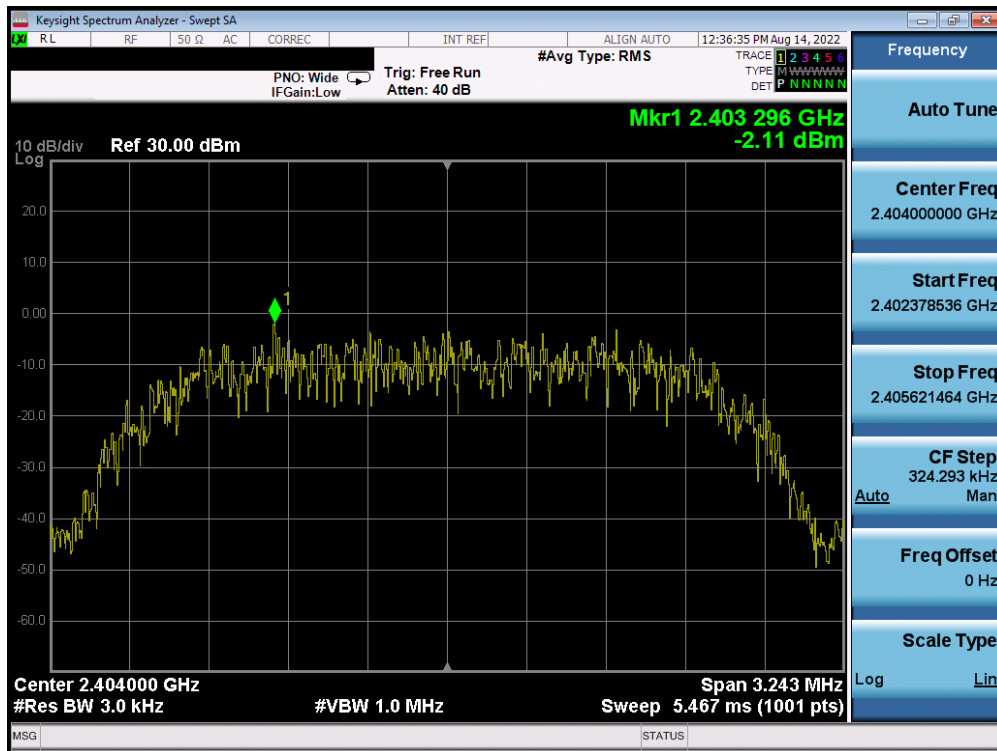 Keysight Spectrum Analyzer - Swept SA
LXI RL RF 50 Ω AC CORREC INT REF ALIGN AUTO 12:36:35 PM Aug 14, 2022
Frequency
#Avg Type: RMS
TRACE 1 2 3 4 5 6
PNO: Wide
Trig: Free Run
TYPE M WWWWW
IFGain:Low
Atten: 40 dB
DET P N N N N N
Auto Tune
Mkr1 2.403 296 GHz
-2.11 dBm
10 dB/div
Log
Ref 30.00 dBm
20.0
10.0
0.00
-10.0
-20.0
-30.0
-40.0
-50.0
-60.0
1
Center Freq
2.404000000 GHz
Start Freq
2.402378536 GHz
Stop Freq
2.405621464 GHz
CF Step
324.293 kHz
Auto Man
Freq Offset
0 Hz
Scale Type
Log Lin
Center 2.404000 GHz
Span 3.243 MHz
#Res BW 3.0 kHz
#VBW 1.0 MHz
Sweep 5.467 ms (1001 pts)
MSG
STATUS